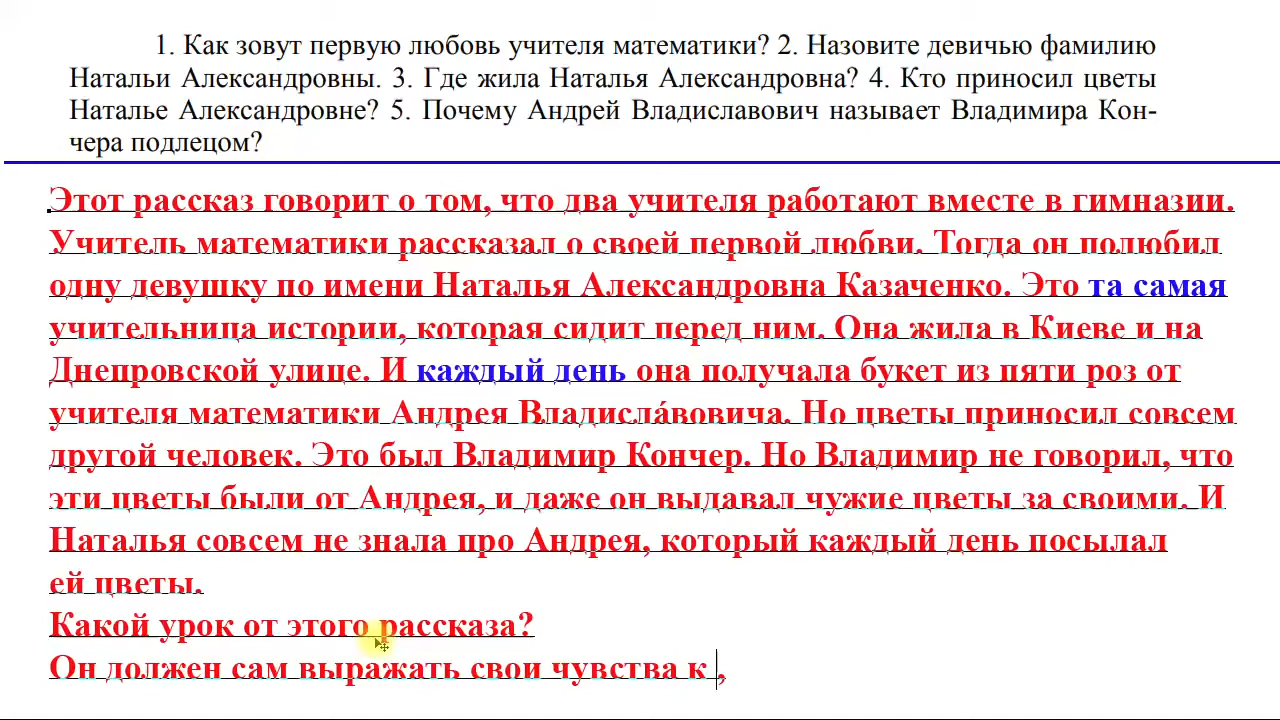 1. Как зовут первую любовь учителя математики? 2. Назовите девичью фамилию
Натальи Александровны. 3. Где жила Наталья Александровна? 4. Кто приносил цветы
Наталье Александровне? 5. Почему Андрей Владиславович называет Владимира Кон-
чера подлецом?
Этот рассказ говорит о том, что два учителя работают вместе в гимназии.
Учитель математики рассказал о своей первой любви. Тогда он полюбил
одну девушку по имени Наталья Александровна Казаченко. Это та самая
учительница истории, которая сидит перед ним. Она жила в Киеве и на
Днепровской улице. И каждый день она получала букет из пяти роз от
учителя математики Андрея Владисла́вовича. Но цветы приносил совсем
другой человек. Это был Владимир Кончер. Но Владимир не говорил, что
эти цветы были от Андрея, и даже он выдавал чужие цветы за своими. И
Наталья совсем не знала про Андрея, который каждый день посылал
ей цветы.
Какой урок от этого рассказа?
Он должен сам выражать свои чувства к ,